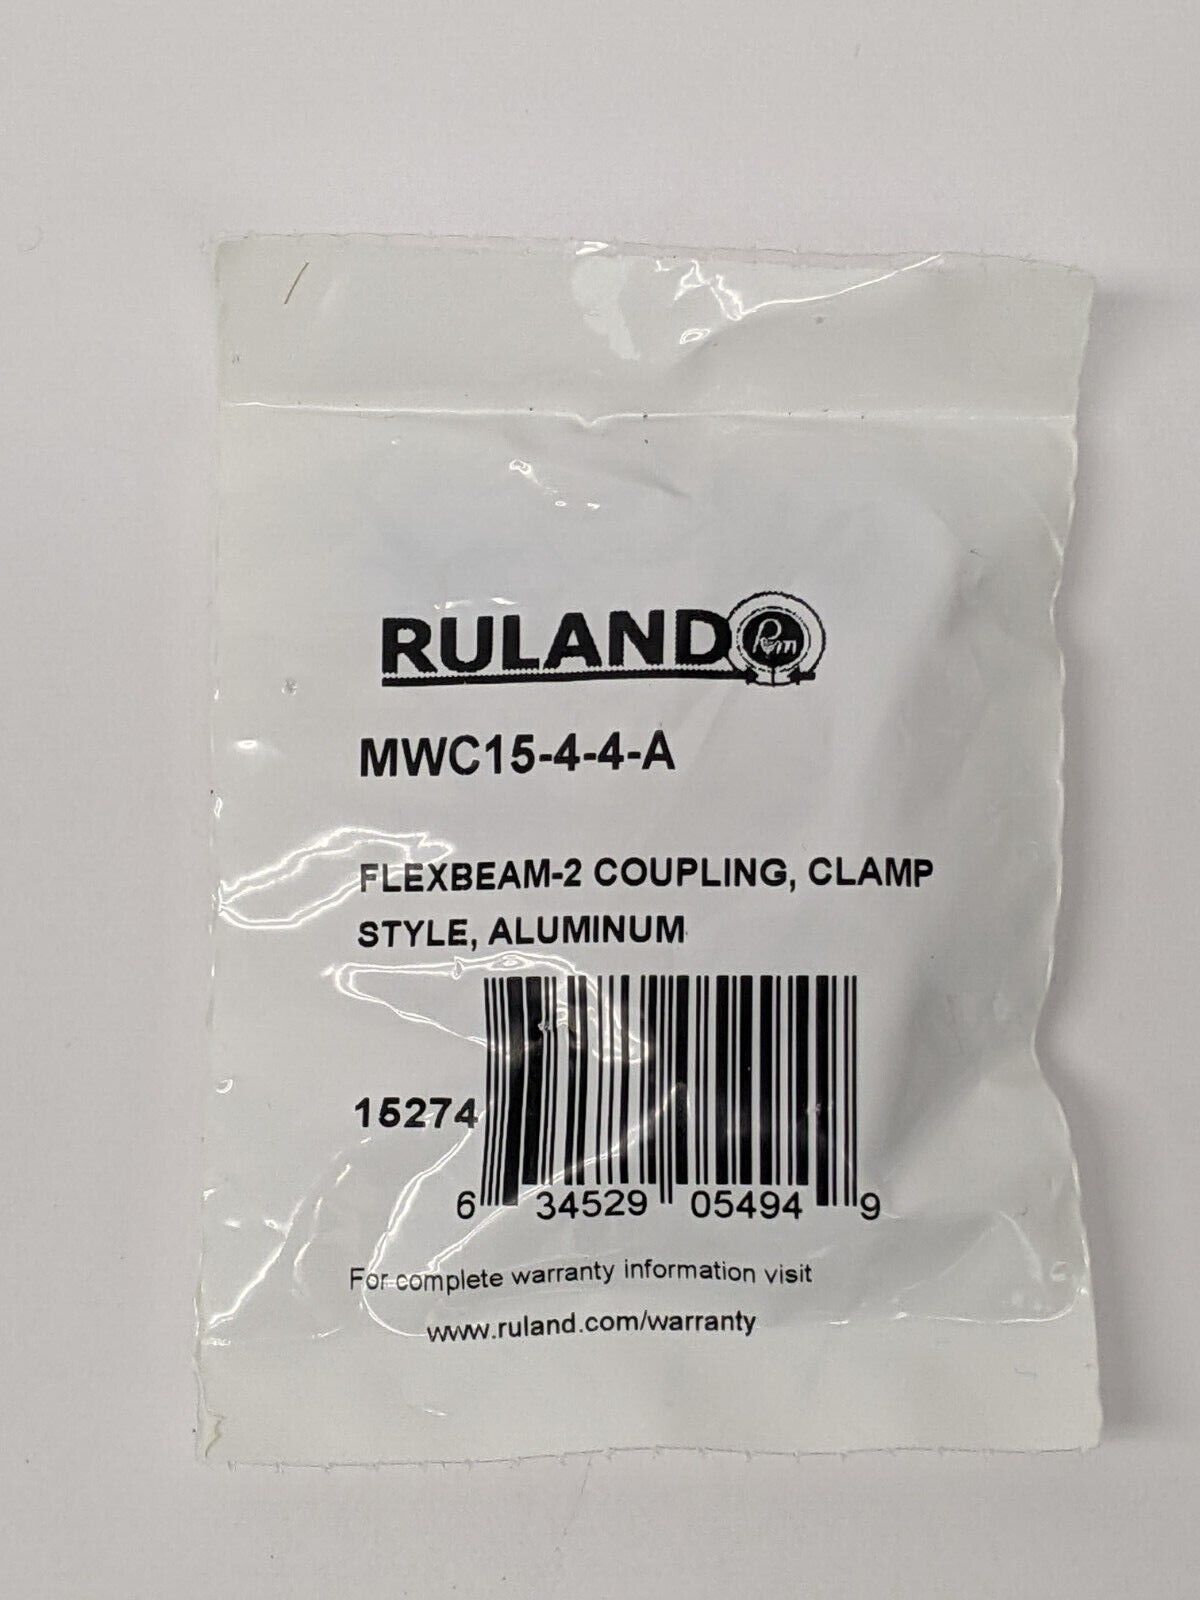 RULAND Rm
MWC15-4-4-A
FLEXBEAM-2 COUPLING, CLAMP
STYLE, ALUMINUM
15274
6 34529 05494 9
For complete warranty information visit
www.ruland.com/warranty